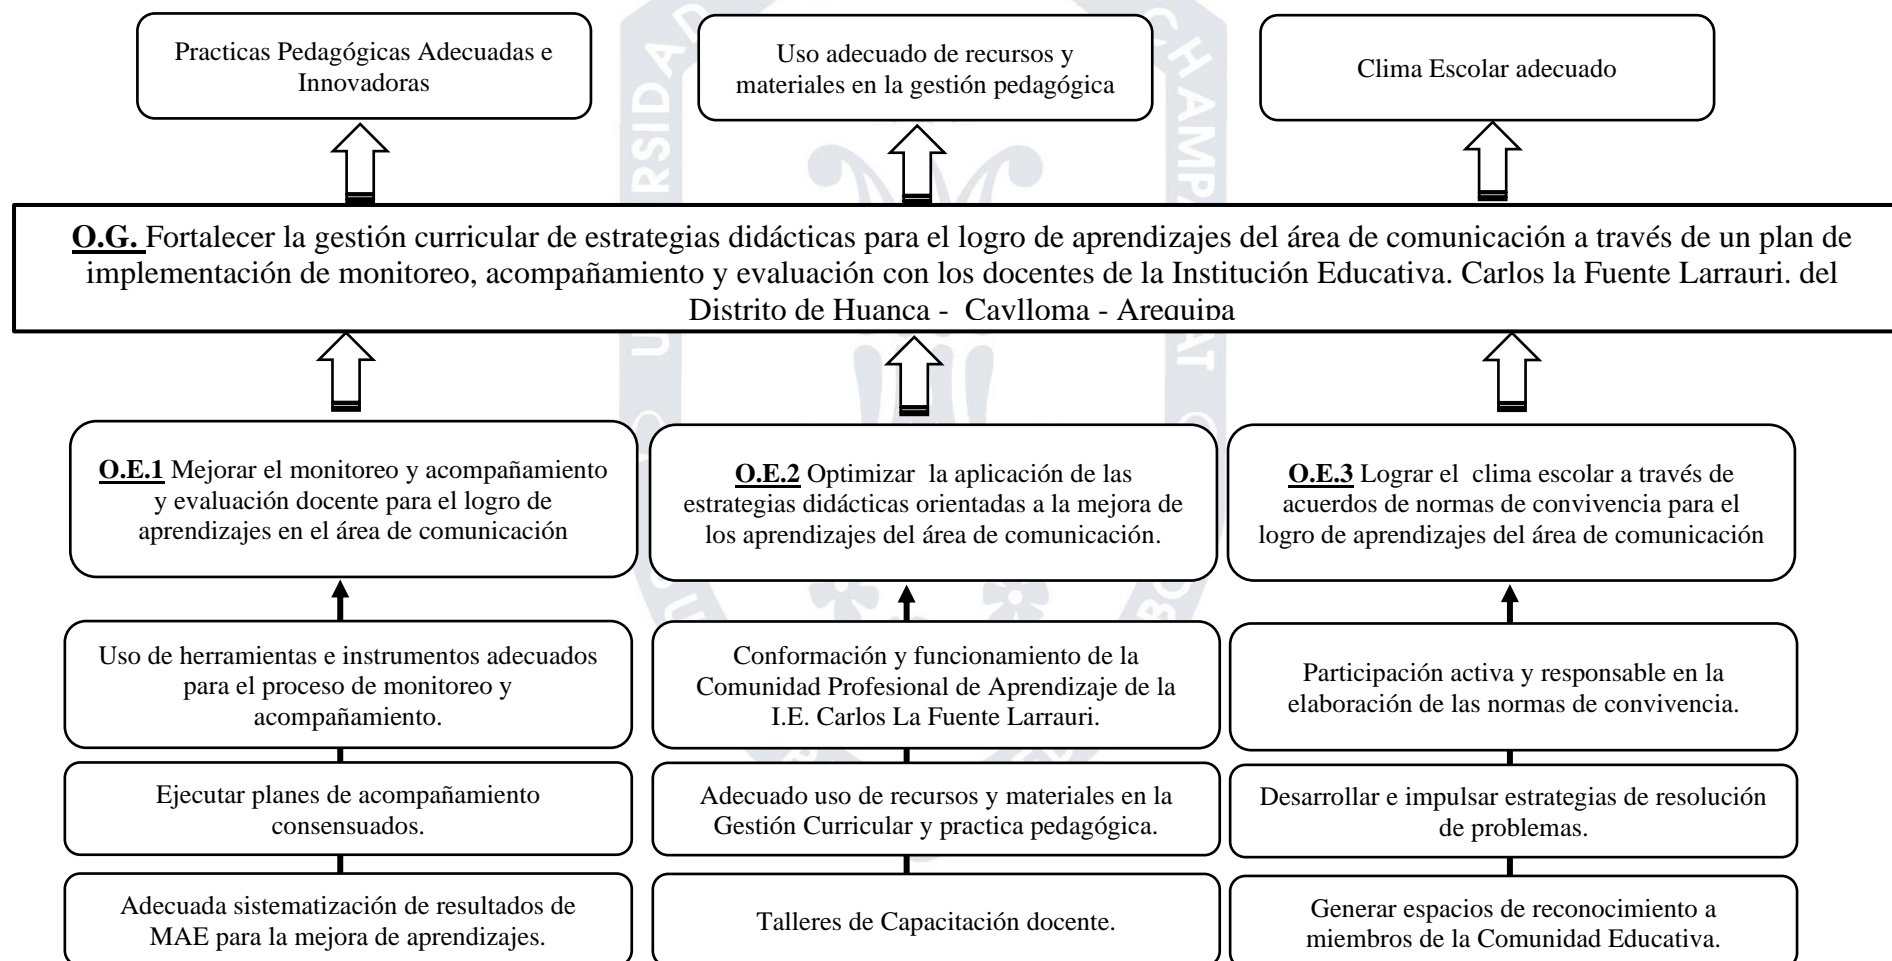 Practicas Pedagógicas Adecuadas e
Innovadoras
Uso adecuado de recursos y
materiales en la gestión pedagógica
Clima Escolar adecuado
O.G. Fortalecer la gestión curricular de estrategias didácticas para el logro de aprendizajes del área de comunicación a través de un plan de
implementación de monitoreo, acompañamiento y evaluación con los docentes de la Institución Educativa. Carlos la Fuente Larrauri. del
Distrito de Huanca - Caylloma - Arequipa
O.E.1 Mejorar el monitoreo y acompañamiento
y evaluación docente para el logro de
aprendizajes en el área de comunicación
O.E.2 Optimizar la aplicación de las
estrategias didácticas orientadas a la mejora de
los aprendizajes del área de comunicación.
O.E.3 Lograr el clima escolar a través de
acuerdos de normas de convivencia para el
logro de aprendizajes del área de comunicación
Uso de herramientas e instrumentos adecuados
para el proceso de monitoreo y
acompañamiento.
Conformación y funcionamiento de la
Comunidad Profesional de Aprendizaje de la
I.E. Carlos La Fuente Larrauri.
Participación activa y responsable en la
elaboración de las normas de convivencia.
Ejecutar planes de acompañamiento
consensuados.
Adecuado uso de recursos y materiales en la
Gestión Curricular y practica pedagógica.
Desarrollar e impulsar estrategias de resolución
de problemas.
Adecuada sistematización de resultados de
MAE para la mejora de aprendizajes.
Talleres de Capacitación docente.
Generar espacios de reconocimiento a
miembros de la Comunidad Educativa.